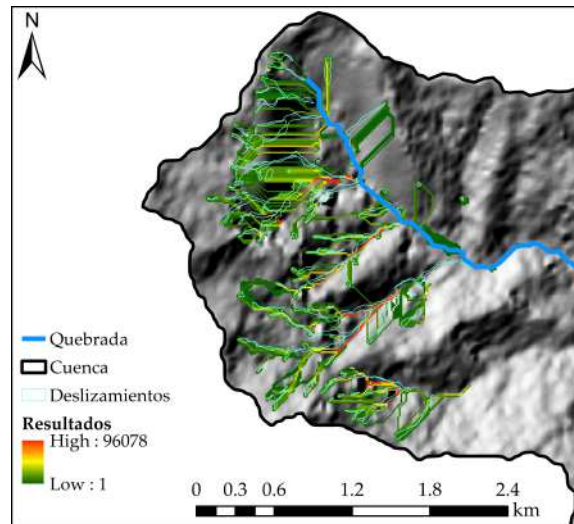 N
Quebrada
Cuenca
Deslizamientos
Resultados
High : 96078
Low : 1
0 0.3 0.6 1.2 1.8 2.4
km